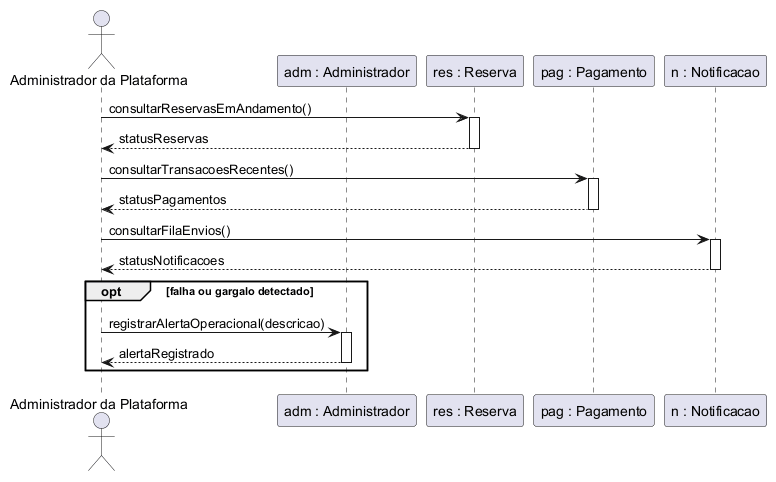 Administrador da Plataforma
adm : Administrador
res : Reserva
pag : Pagamento
n : Notificacao
consultarReservasEmAndamento()
statusReservas
consultarTransacoesRecentes()
statusPagamentos
consultarFilaEnvios()
statusNotificacoes
opt [falha ou gargalo detectado]
registrarAlertaOperacional(descricao)
alertaRegistrado
Administrador da Plataforma
adm : Administrador
res : Reserva
pag : Pagamento
n : Notificacao